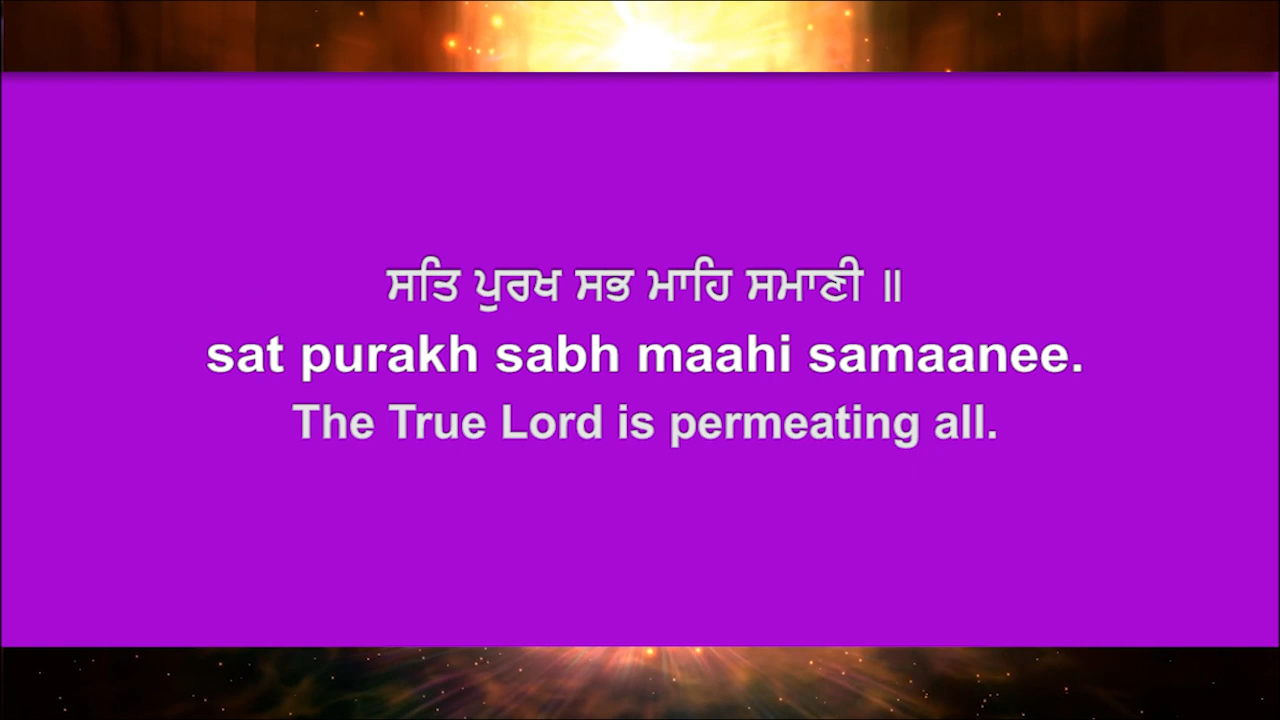 ਸਤਿ ਪੁਰਖ ਸਭ ਮਾਹਿ ਸਮਾਣੀ ॥
sat purakh sabh maahi samaanee.
The True Lord is permeating all.